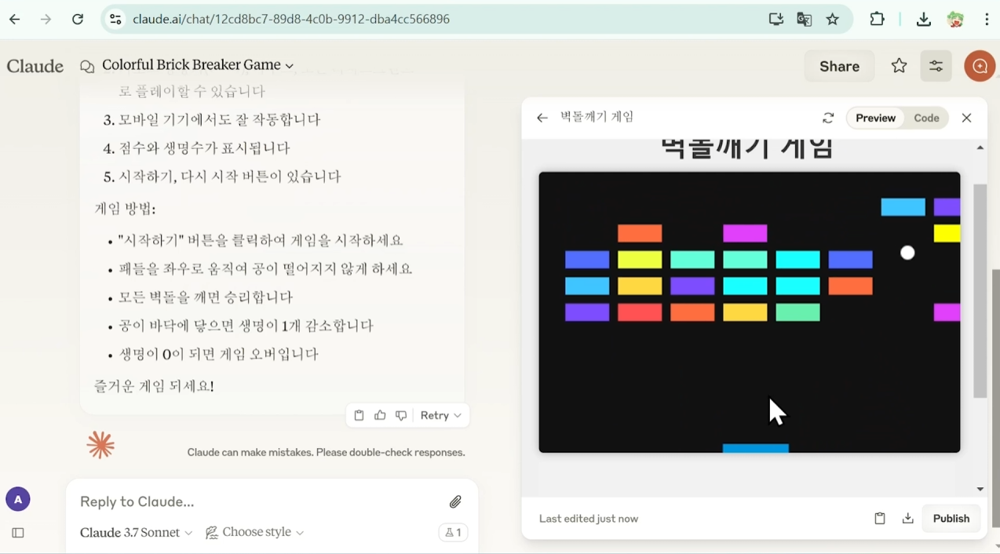 claude.ai/chat/12cd8bc7-89d8-4c0b-9912-dba4cc566896
Claude
Colorful Brick Breaker Game
Share
로 플레이할 수 있습니다
3. 모바일 기기에서도 잘 작동합니다
4. 점수와 생명수가 표시됩니다
5. 시작하기, 다시 시작 버튼이 있습니다
게임 방법:
• "시작하기" 버튼을 클릭하여 게임을 시작하세요
• 패들을 좌우로 움직여 공이 떨어지지 않게 하세요
• 모든 벽돌을 깨면 승리합니다
• 공이 바닥에 닿으면 생명이 1개 감소합니다
• 생명이 0이 되면 게임 오버입니다
즐거운 게임 되세요!
Retry
Claude can make mistakes. Please double-check responses.
A
Reply to Claude...
Claude 3.7 Sonnet
Choose style
1
벽돌깨기 게임
Preview
Code
벽돌깨기 게임
Last edited just now
Publish